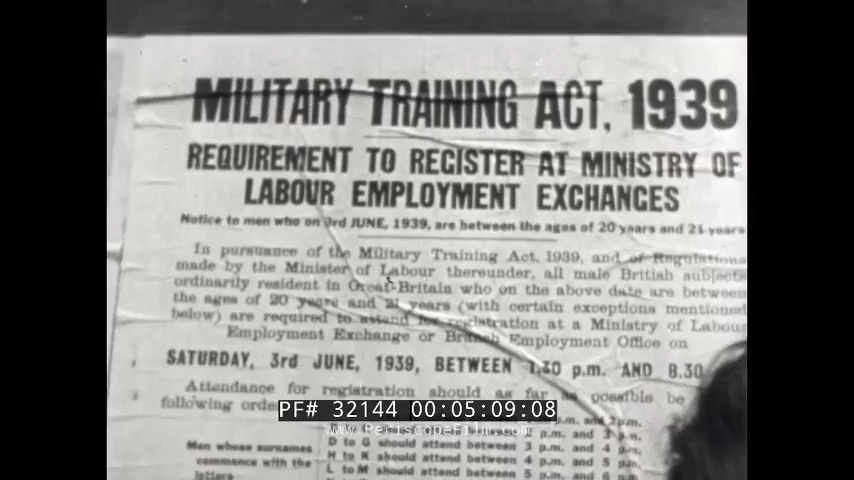 MILITARY TRAINING ACT, 1939
REQUIREMENT TO REGISTER AT MINISTRY OF
LABOUR EMPLOYMENT EXCHANGES
Notice to men who on 3rd JUNE, 1939, are between the ages of 20 years and 21 years
In pursuance of the Military Training Act, 1939, and of Regulations
made by the Minister of Labour thereunder, all male British subjects
ordinarily resident in Great Britain who on the above date are between
the ages of 20 years and 21 years (with certain exceptions mentioned
below) are required to attend for registration at a Ministry of Labour
Employment Exchange or Branch Employment Office on
SATURDAY, 3rd JUNE, 1939, BETWEEN 1.30 p.m. AND 8.30
Attendance for registration should as far as possible be
following orde
PF# 32144 00:05:09:08
www.PeriscopeFilm.com
p.m. and 2 p.m.
p.m. and 3 p.m.
Men whose surnames
commence with the
letters
D to G should attend between 3 p.m. and 4 p.m.
H to K should attend between 4 p.m. and 5 p.m.
L to M should attend between 5 p.m. and 6 p.m.